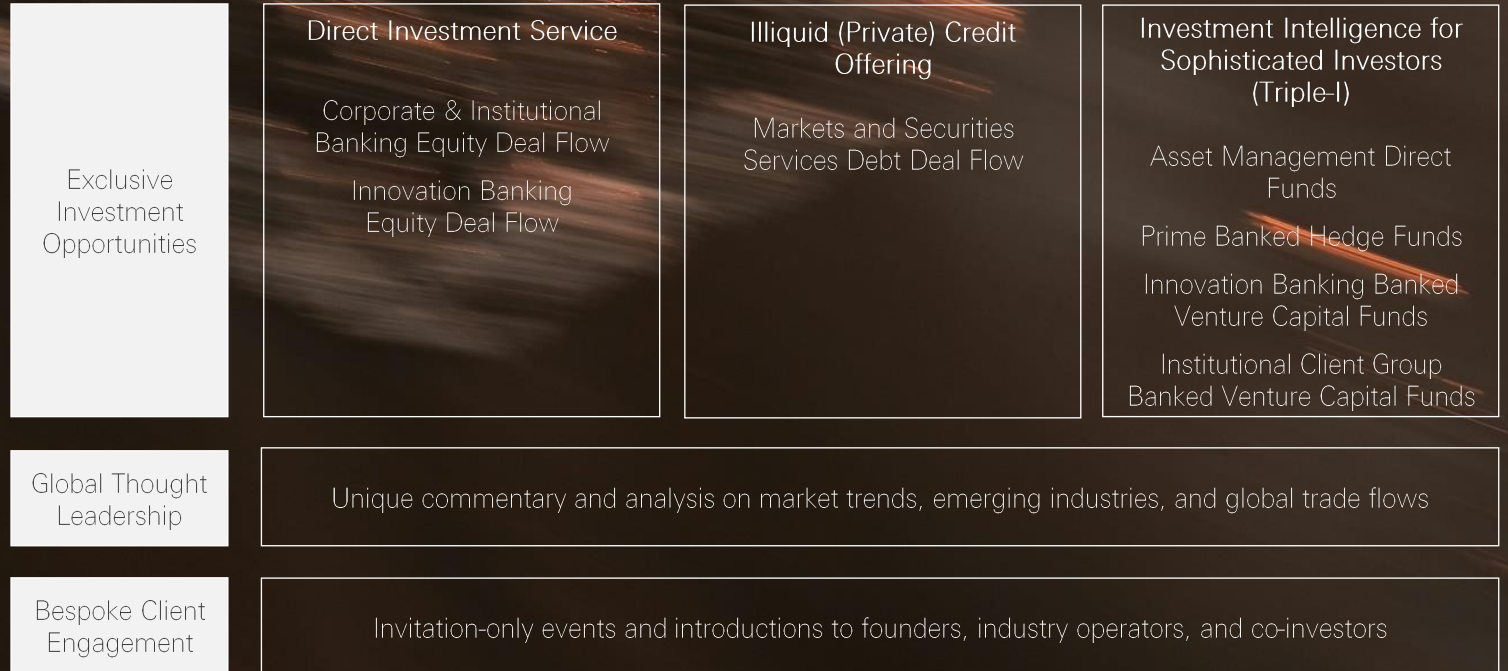 Exclusive
Investment
Opportunities
Direct Investment Service
Corporate & Institutional
Banking Equity Deal Flow
Innovation Banking
Equity Deal Flow
Illiquid (Private) Credit
Offering
Markets and Securities
Services Debt Deal Flow
Investment Intelligence for
Sophisticated Investors
(Triple-I)
Asset Management Direct
Funds
Prime Banked Hedge Funds
Innovation Banking Banked
Venture Capital Funds
Institutional Client Group
Banked Venture Capital Funds
Global Thought
Leadership
Unique commentary and analysis on market trends, emerging industries, and global trade flows
Bespoke Client
Engagement
Invitation-only events and introductions to founders, industry operators, and co-investors